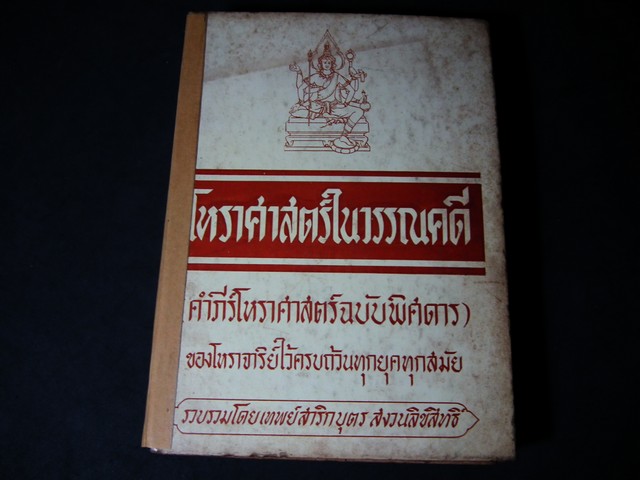 โหราศาสตร์ในวรรณคดี
คำภีร์โหราศาสตร์ฉบับพิศดาร)
ของโหราจาริย์ไว้ครบถ้วนทุกยุคทุกสมัย
รวบรวมโดยเทพย์สาริกบุตร สงวนลิขสิทธิ์